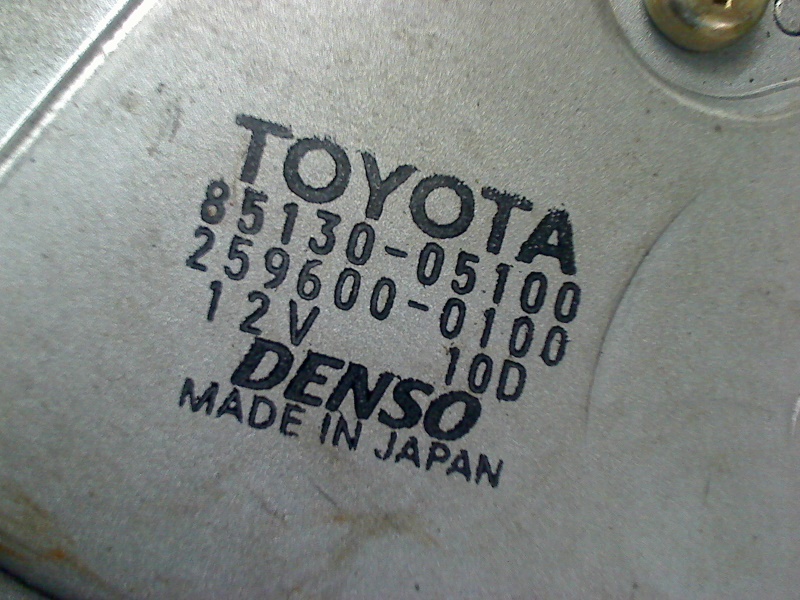 TOYOTA
85130-05100
259600-0100
12V 10D
DENSO
MADE IN JAPAN